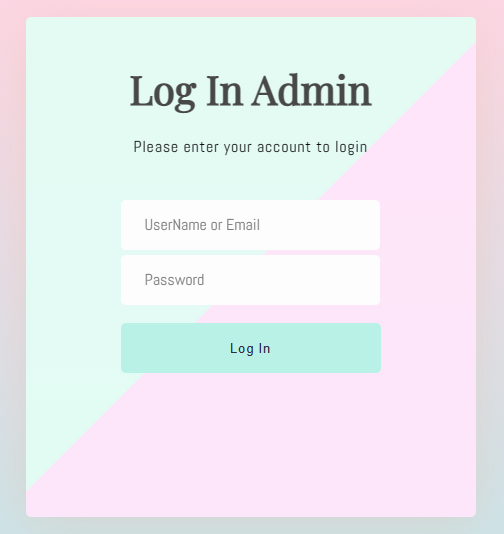 Log In Admin
Please enter your account to login
UserName or Email
Password
Log In